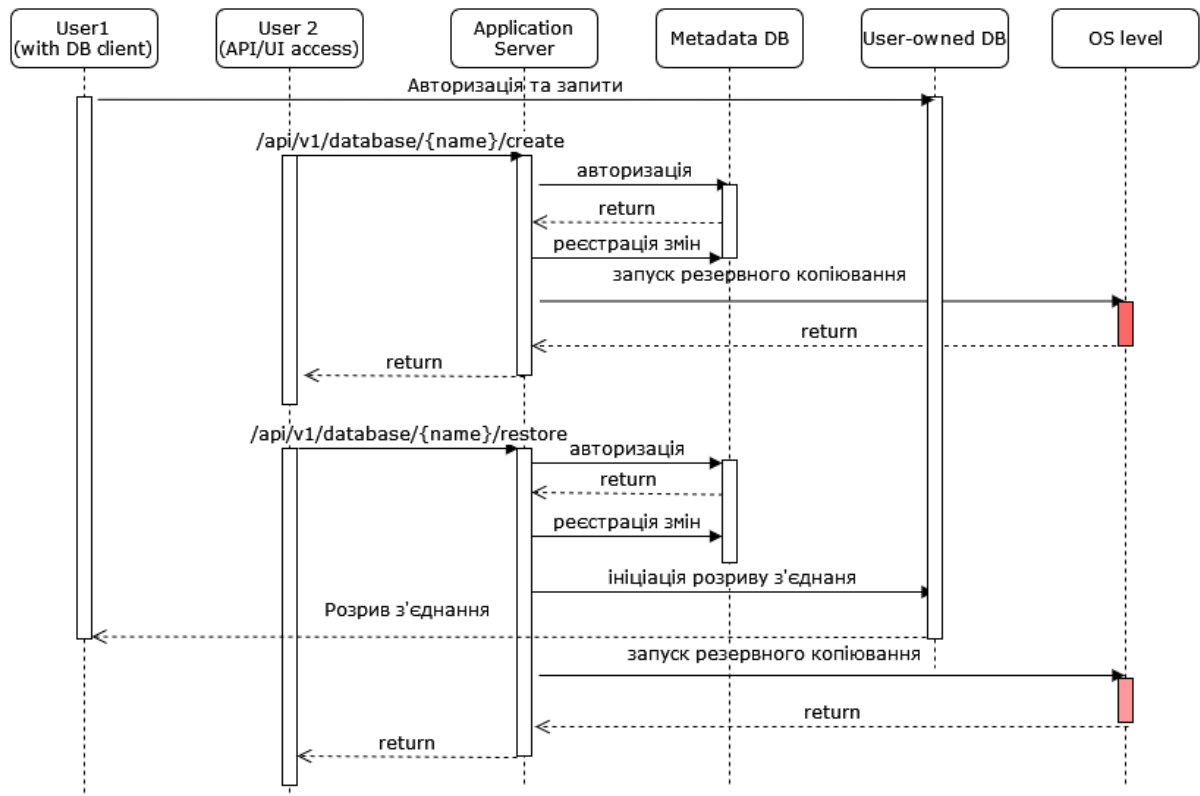 User1
(with DB client)
User 2
(API/UI access)
Application
Server
Metadata DB
User-owned DB
OS level
Авторизація та запити
/api/v1/database/{name}/create
авторизація
return
реєстрація змін
запуск резервного копіювання
return
return
/api/v1/database/{name}/restore
авторизація
return
реєстрація змін
ініціація розриву з'єднаня
Розрив з'єднання
запуск резервного копіювання
return
return